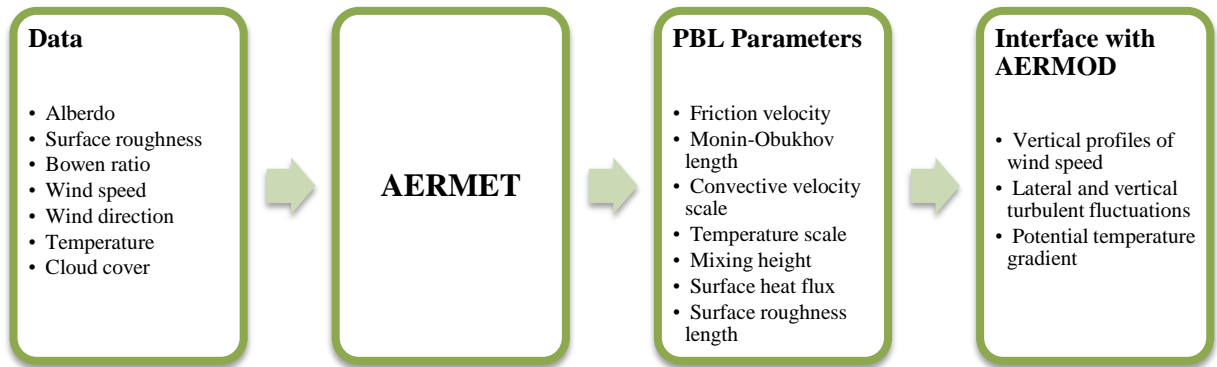 Data
• Alberdo
• Surface roughness
• Bowen ratio
• Wind speed
• Wind direction
• Temperature
• Cloud cover
AERMET
PBL Parameters
• Friction velocity
• Monin-Obukhov
length
• Convective velocity
scale
• Temperature scale
• Mixing height
• Surface heat flux
• Surface roughness
length
Interface with
AERMOD
• Vertical profiles of
wind speed
• Lateral and vertical
turbulent fluctuations
• Potential temperature
gradient